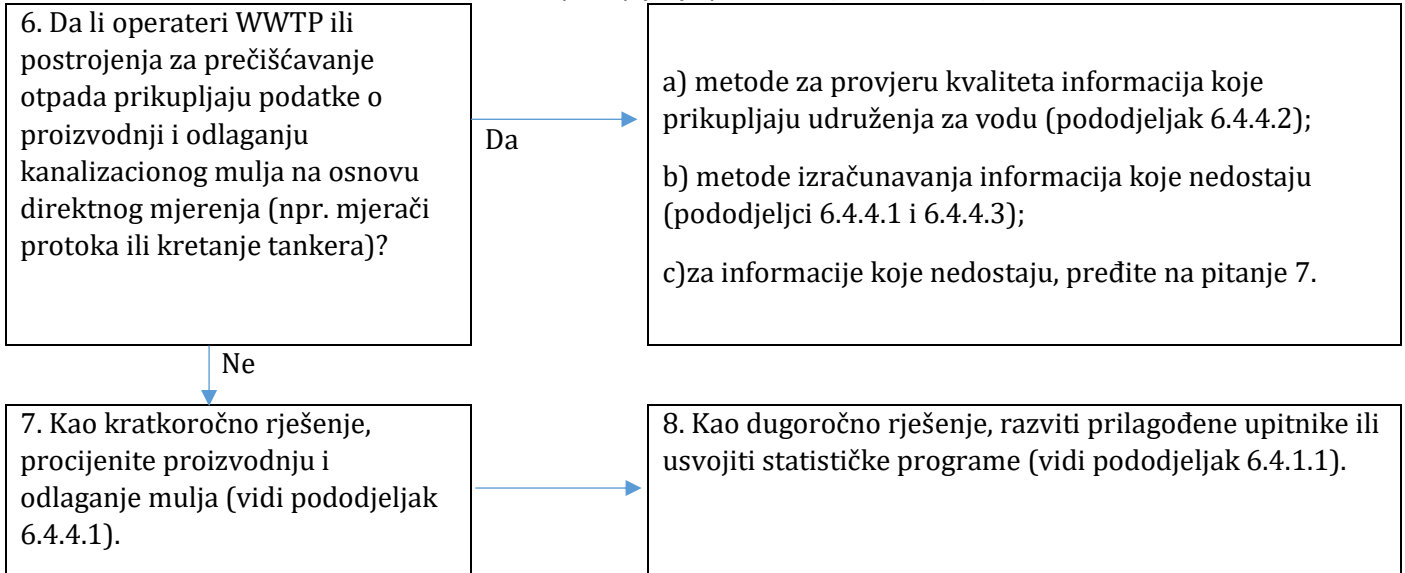 6. Da li operateri WWTP ili
postrojenja za prečišćavanje
otpada prikupljaju podatke o
proizvodnji i odlaganju
kanalizacionog mulja na osnovu
direktnog mjerenja (npr. mjerači
protoka ili kretanje tankera)?
Da
a) metode za provjeru kvaliteta informacija koje
prikupljaju udruženja za vodu (pododjeljak 6.4.4.2);
b) metode izračunavanja informacija koje nedostaju
(pododjeljci 6.4.4.1 i 6.4.4.3);
c)za informacije koje nedostaju, pređite na pitanje 7.
Ne
7. Kao kratkoročno rješenje,
procijenite proizvodnju i
odlaganje mulja (vidi pododjeljak
6.4.4.1).
8. Kao dugoročno rješenje, razviti prilagođene upitnike ili
usvojiti statističke programe (vidi pododjeljak 6.4.1.1).